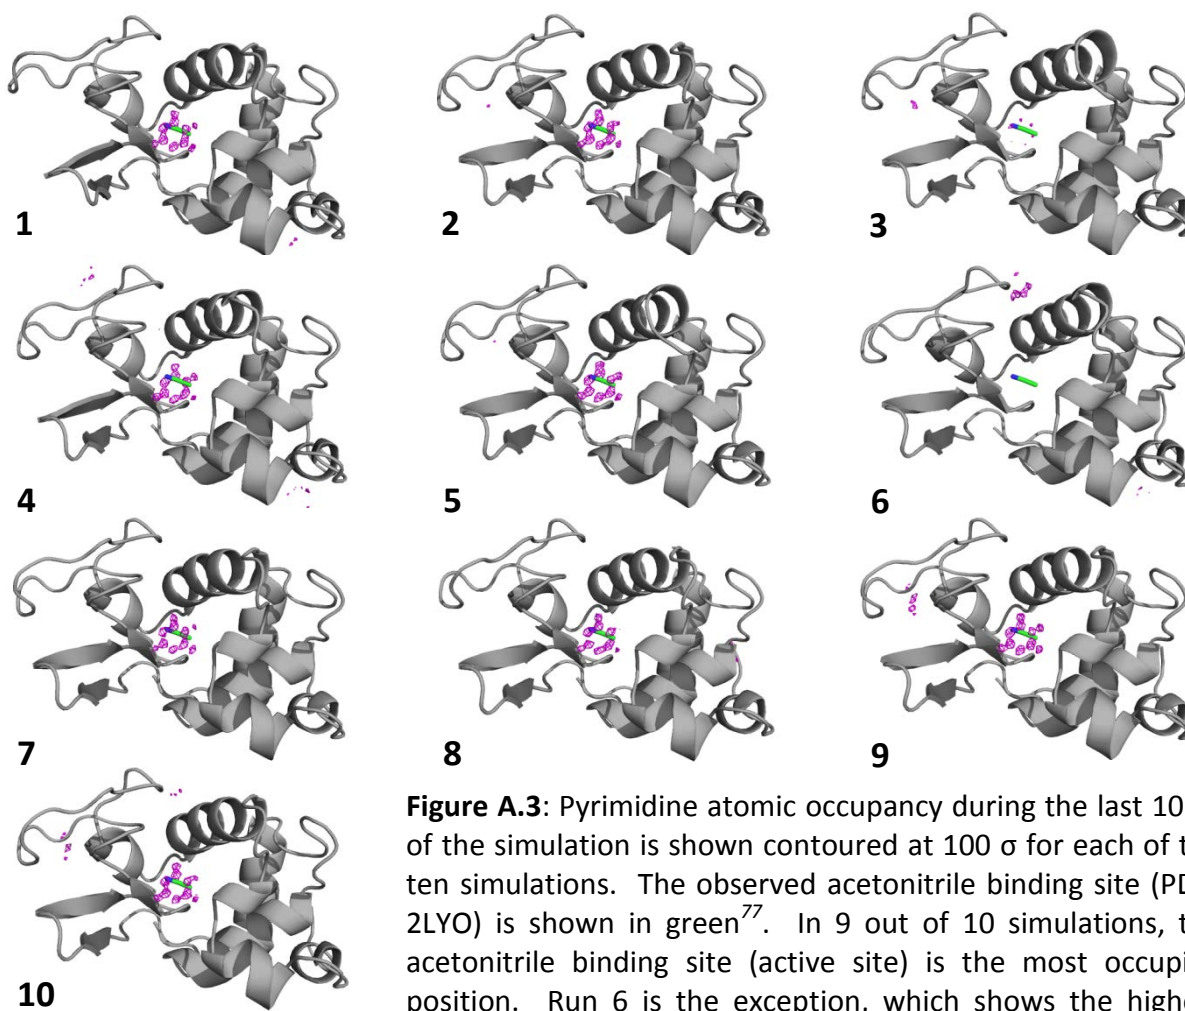 1
2
3
4
5
6
7
8
9
10
Figure A.3: Pyrimidine atomic occupancy during the last 10
of the simulation is shown contoured at 100 σ for each of t
ten simulations. The observed acetonitrile binding site (PD
2LYO) is shown in green77. In 9 out of 10 simulations, t
acetonitrile binding site (active site) is the most occupi
position. Run 6 is the exception, which shows the highe